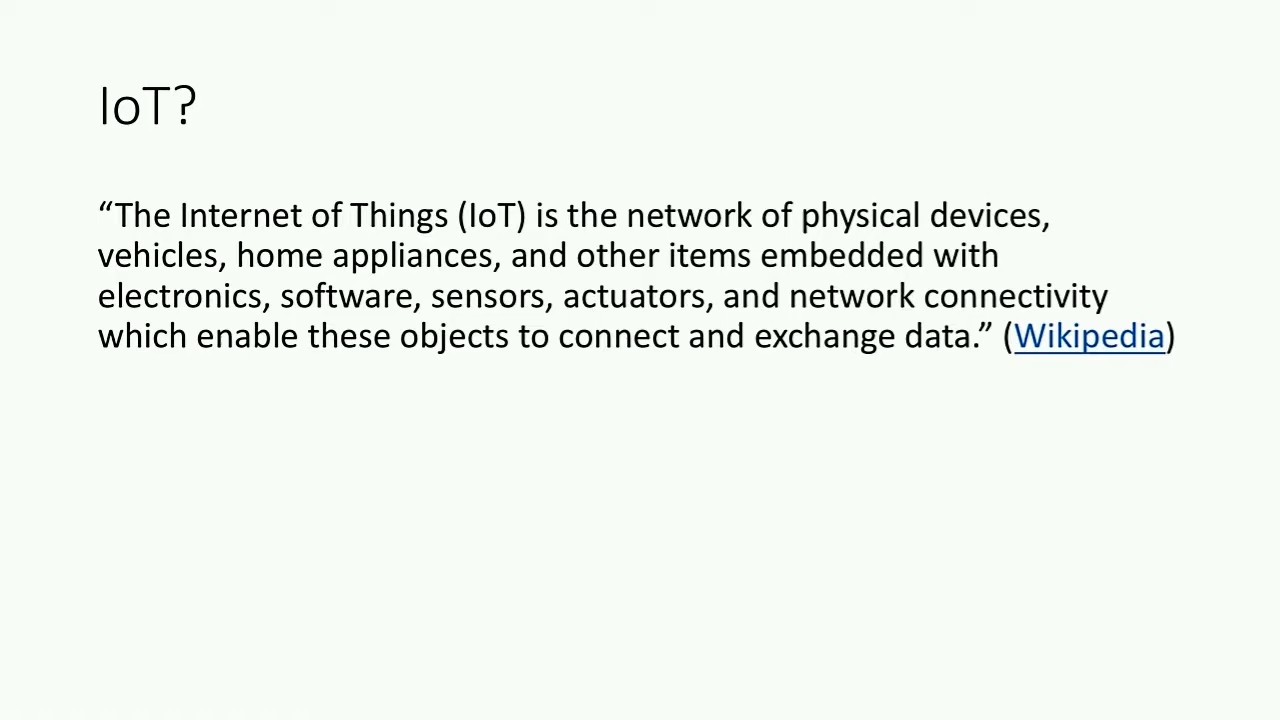 IoT?
“The Internet of Things (IoT) is the network of physical devices,
vehicles, home appliances, and other items embedded with
electronics, software, sensors, actuators, and network connectivity
which enable these objects to connect and exchange data.” (Wikipedia)